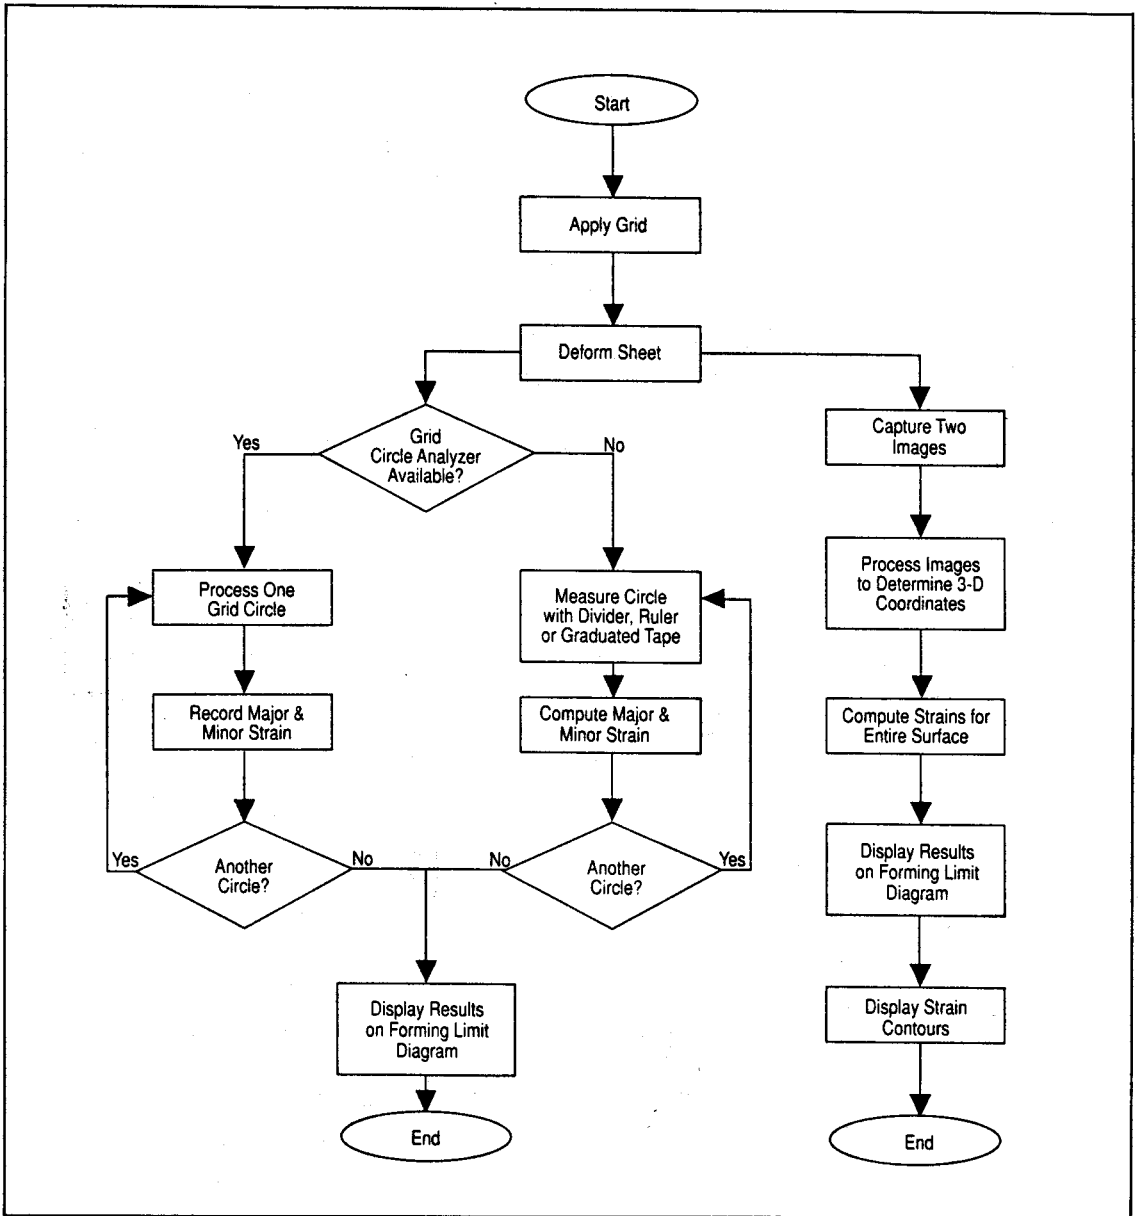 Start
Apply Grid
Deform Sheet
Grid
Circle Analyzer
Available?
Yes
No
Capture Two
Images
Process One
Grid Circle
Measure Circle
with Divider, Ruler
or Graduated Tape
Process Images
to Determine 3-D
Coordinates
Record Major &
Minor Strain
Compute Major &
Minor Strain
Compute Strains for
Entire Surface
Yes
Another
Circle?
No
No
Another
Circle?
Yes
Display Results
on Forming Limit
Diagram
Display Results
on Forming Limit
Diagram
Display Strain
Contours
End
End